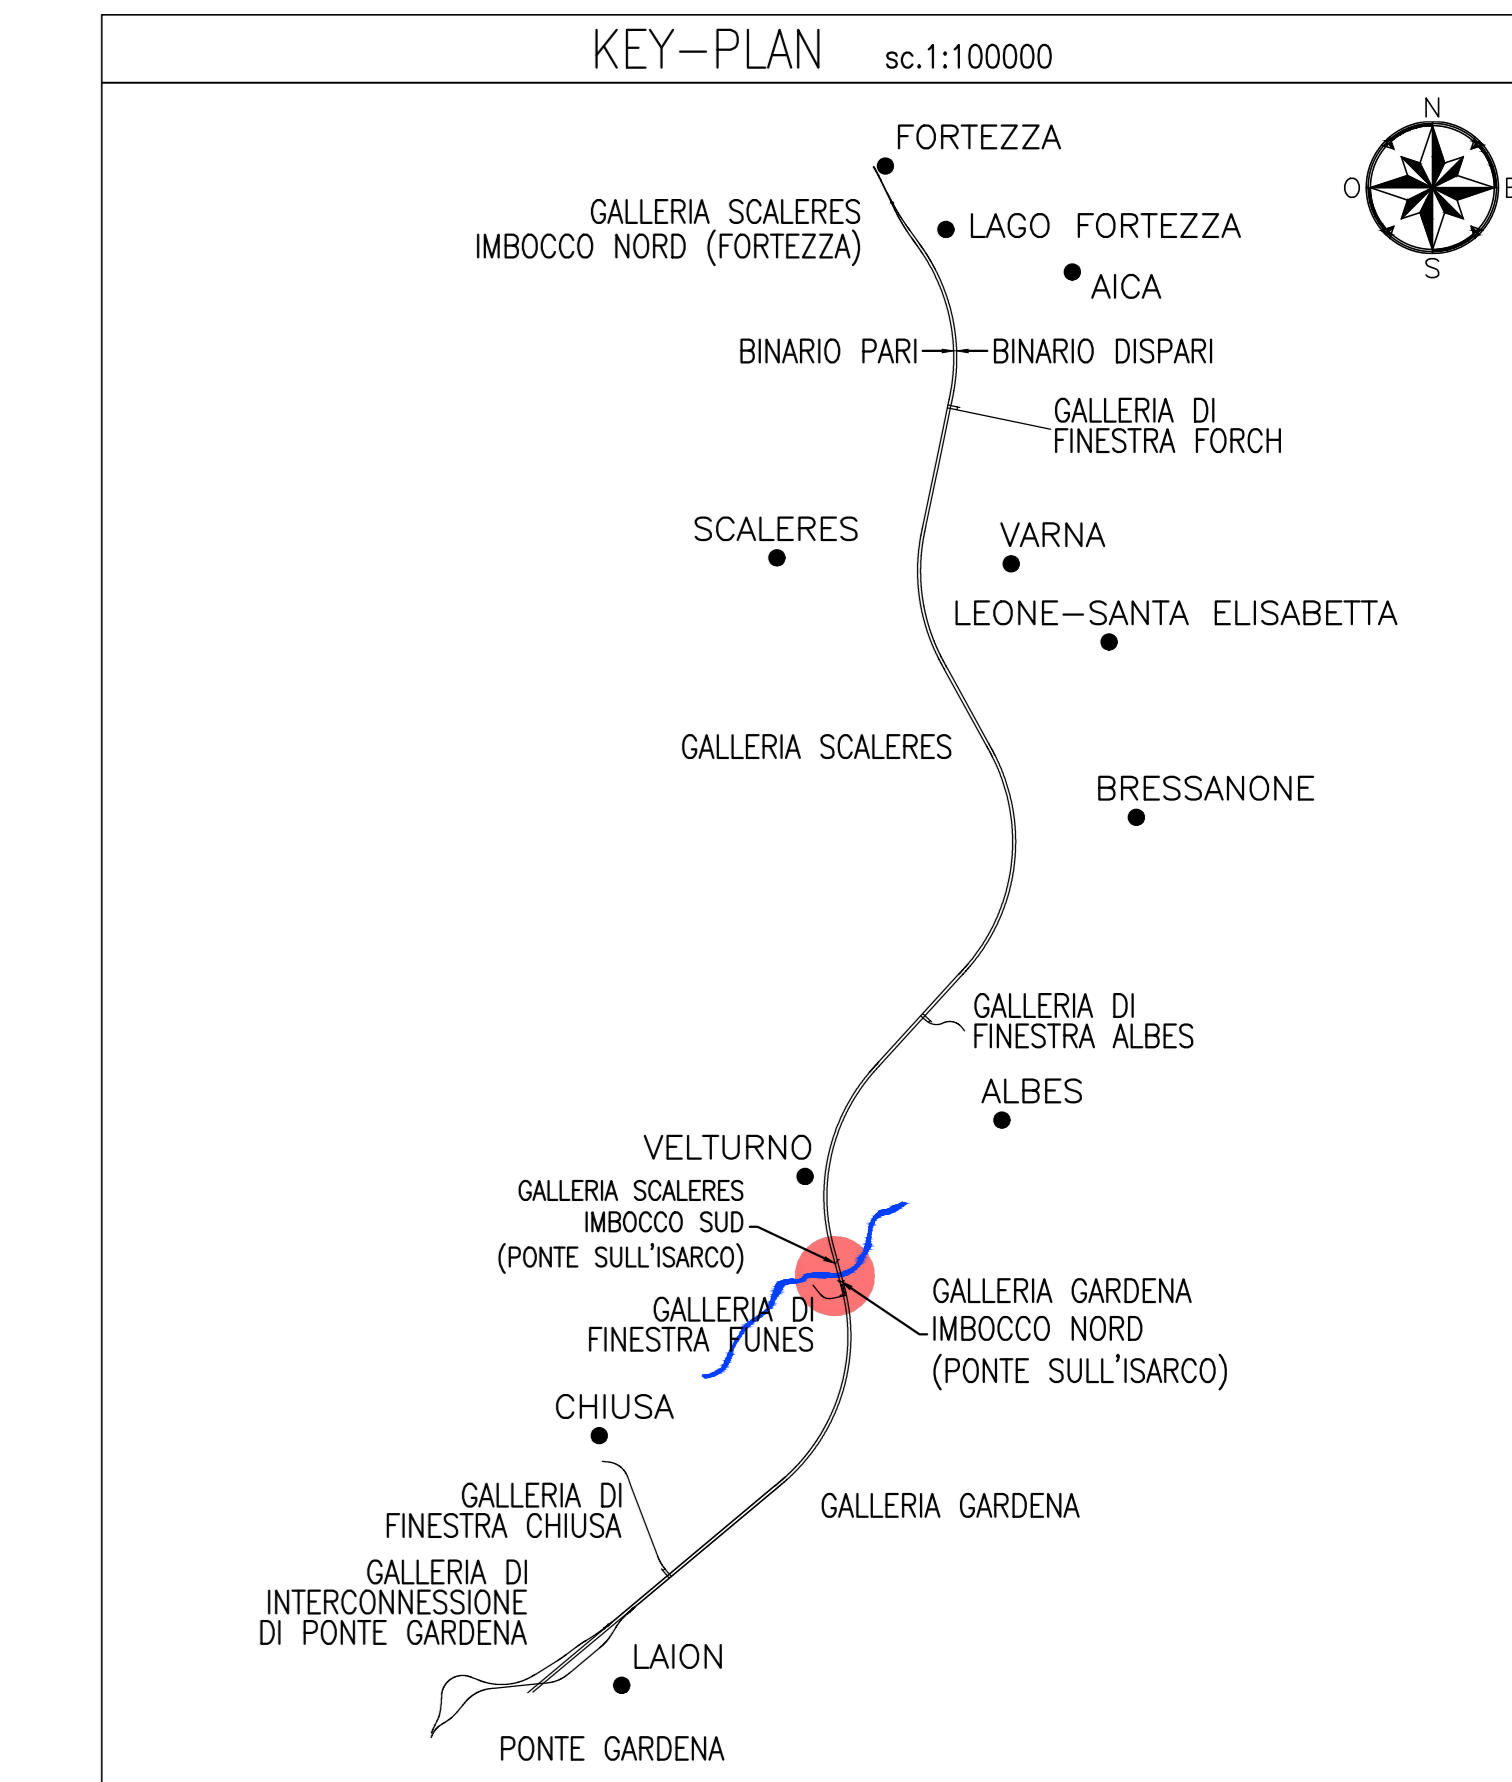 KEY-PLAN sc.1:100000
N
O
E
S
FORTEZZA
GALLERIA SCALERES
IMBOCCO NORD (FORTEZZA)
LAGO FORTEZZA
AICA
BINARIO PARI
BINARIO DISPARI
GALLERIA DI
FINESTRA FORCH
SCALERES
VARNA
LEONE-SANTA ELISABETTA
GALLERIA SCALERES
BRESSANONE
GALLERIA DI
FINESTRA ALBES
ALBES
VELTURNO
GALLERIA SCALERES
IMBOCCO SUD
(PONTE SULL'ISARCO)
GALLERIA DI
FINESTRA FUNES
GALLERIA GARDENA
IMBOCCO NORD
(PONTE SULL'ISARCO)
CHIUSA
GALLERIA DI
FINESTRA CHIUSA
GALLERIA GARDENA
GALLERIA DI
INTERCONNESSIONE
DI PONTE GARDENA
LAION
PONTE GARDENA